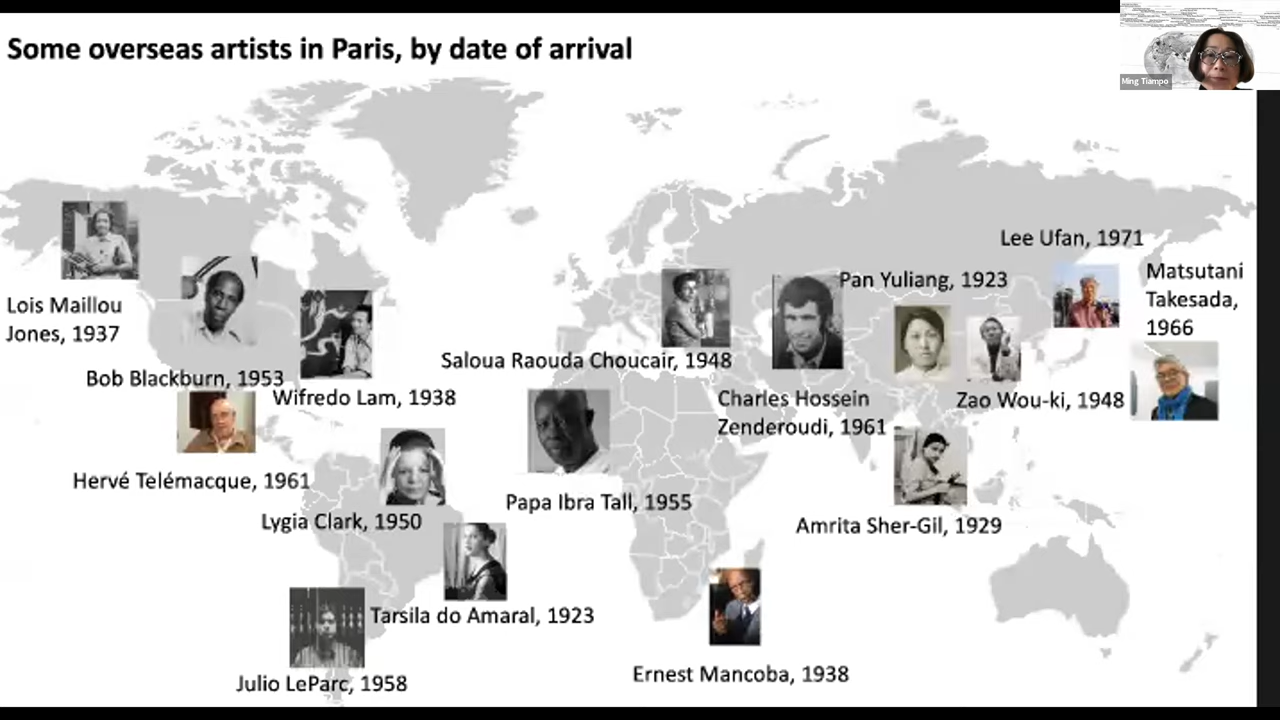 Some overseas artists in Paris, by date of arrival
Ming Tiampo
Lee Ufan, 1971
Matsutani
Takesada,
1966
Pan Yuliang, 1923
Lois Maillou
Jones, 1937
Saloua Raouda Choucair, 1948
Bob Blackburn, 1953
Wifredo Lam, 1938
Charles Hossein
Zenderoudi, 1961
Zao Wou-ki, 1948
Hervé Telémacque, 1961
Papa Ibra Tall, 1955
Lygia Clark, 1950
Amrita Sher-Gil, 1929
Tarsila do Amaral, 1923
Ernest Mancoba, 1938
Julio LeParc, 1958